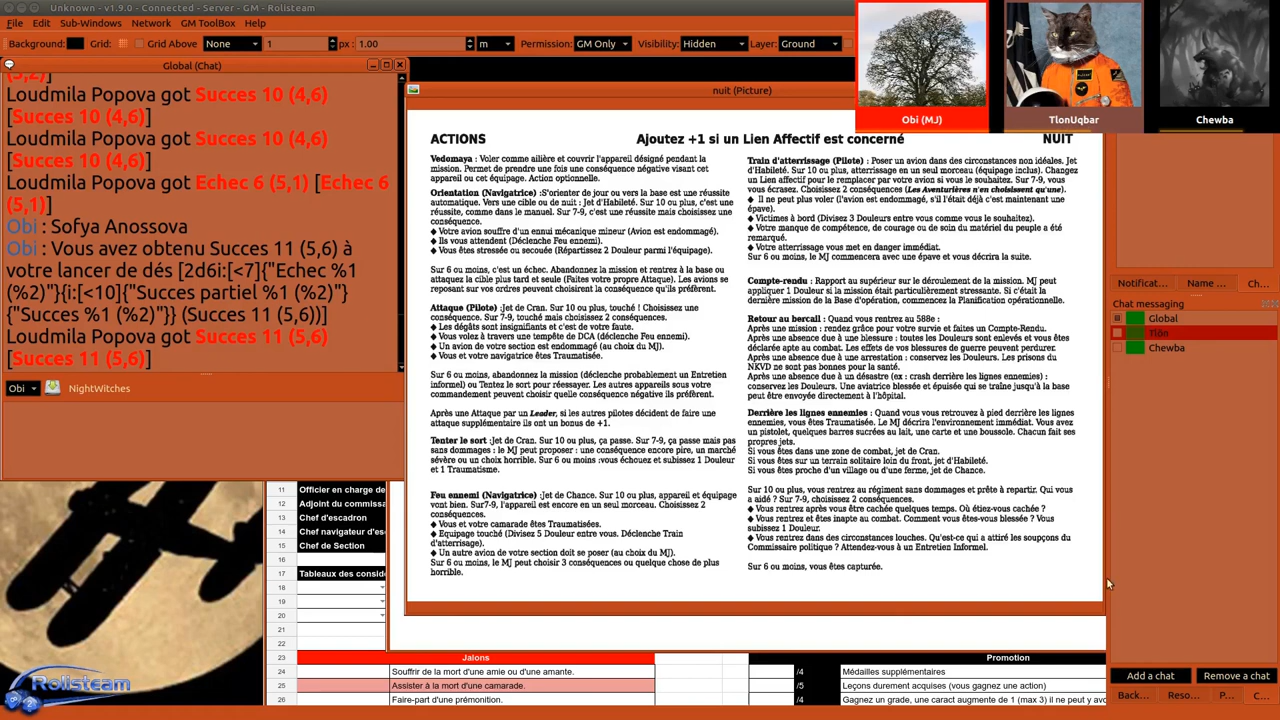 Unknown - v1.9.0 - Connected - Server - GM - Rolisteam
File Edit Sub-Windows Network GM ToolBox Help
Background: Grid: Grid Above None 1 px : 1.00 m Permission: GM Only Visibility: Hidden Layer: Ground
Obi (MJ)
TlonUqbar
Chewba
Global (Chat)
(5,2)]
Loudmila Popova got Succes 10 (4,6)
[Succes 10 (4,6)]
Loudmila Popova got Succes 10 (4,6)
[Succes 10 (4,6)]
Loudmila Popova got Echec 6 (5,1) [Echec 6
(5,1)]
Obi : Sofya Anossova
Obi : Vous avez obtenu Succes 11 (5,6) à
votre lancer de dés [2d6i:[<7]{"Echec %1
(%2)"}{i:[<10]{"Succes partiel %1 (%2)"}
{"Succes %1 (%2)"}} (Succes 11 (5,6))]
Loudmila Popova got Succes 11 (5,6)
[Succes 11 (5,6)]
Obi NightWitches
nuit (Picture)
ACTIONS Ajoutez +1 si un Lien Affectif est concerné NUIT
Vedomaya : Voler comme ailière et couvrir l'appareil désigné pendant la
mission. Permet de prendre une fois conséquence négative visant cet
appareil ou cet équipage. Action optionnelle.
Orientation (Navigatrice) :S'orienter de jour ou vers la base est une réussite
automatique. Vers une cible ou de nuit : Jet d'Habileté. Sur 10 ou plus, c'est une
réussite, comme dans le manuel. Sur 7-9, c'est une réussite mais choisissez une
conséquence.
◆ Votre avion souffre d'un ennui mécanique mineur (Avion est endommagé).
◆ Ils vous attendent (Déclenche Feu ennemi).
◆ Vous êtes stressée ou secouée (Répartissez 2 Douleur parmi l'équipage).
Sur 6 ou moins, c'est un échec. Abandonnez la mission et rentrez à la base ou
attaquez la cible plus tard et seule (Faites votre propre Attaque). Les avions se
reposant sur vos ordres peuvent choisir la conséquence qu'ils préfèrent.
Attaque (Pilote) :Jet de Cran. Sur 10 ou plus, touché ! Choisissez une
conséquence. Sur 7-9, touché mais choisissez 2 conséquences.
◆ Les dégâts sont insignifiants et c'est de votre faute.
◆ Vous volez à travers une tempête de DCA (déclenche Feu ennemi).
◆ Un avion de votre section est endommagé (au choix du MJ).
◆ Vous et votre navigatrice êtes Traumatisée.
Sur 6 ou moins, abandonnez la mission (déclenche probablement un Entretien
informel) ou Tentez le sort pour réessayer. Les autres appareils sous votre
commandement peuvent choisir quelle conséquence négative ils préfèrent.
Après une Attaque par un Leader, si les autres pilotes décident de faire une
attaque supplémentaire ils ont un bonus de +1.
Tenter le sort :Jet de Cran. Sur 10 ou plus, ça passe. Sur 7-9, ça passe mais pas
sans dommages : le MJ peut proposer : une conséquence encore pire, un marché
sévère ou un choix horrible. Sur 6 ou moins :vous échouez et subissez 1 Douleur
et 1 Traumatisme.
Feu ennemi (Navigatrice) :Jet de Chance. Sur 10 ou plus, appareil et équipage
vont bien. Sur7-9, l'appareil est encore en un seul morceau. Choisissez 2
conséquences.
◆ Vous et votre camarade êtes Traumatisées.
◆ Equipage touché (Divisez 5 Douleur entre vous. Déclenche Train
d'atterrisage).
◆ Un autre avion de votre section doit se poser (au choix du MJ).
Sur 6 ou moins, le MJ peut choisir 3 conséquences ou quelque chose de plus
horrible.
Train d'atterrissage (Pilote) : Poser un avion dans des circonstances non idéales. Jet
d'Habileté. Sur 10 ou plus, atterrissage en un seul morceau (équipage inclus). Changez
un Lien affectif pour le remplacer par votre avion si vous le souhaitez. Sur 7-9, vous
vous écrasez. Choisissez 2 conséquences (Les Aventurières n'en choisissent qu'une).
◆ Il ne peut plus voler (l'avion est endommagé, s'il l'était déjà c'est maintenant une
épave).
◆ Victimes à bord (Divisez 3 Douleurs entre vous comme vous le souhaitez).
◆ Votre manque de compétence, de courage ou de soin du matériel du peuple a été
remarqué.
◆ Votre atterrissage vous met en danger immédiat.
Sur 6 ou moins, le MJ commencera avec une épave et vous décrira la suite.
Compte-rendu : Rapport au supérieur sur le déroulement de la mission. MJ peut
appliquer 1 Douleur si la mission était particulièrement stressante. Si c'était la
dernière mission de la Base d'opération, commencez la Planification opérationnelle.
Retour au bercail : Quand vous rentrez au 588e :
Après une mission : rendez grâce pour votre survie et faites un Compte-Rendu.
Après une absence due à une blessure : toutes les Douleurs sont enlevés et vous êtes
déclarée apte au combat. Les effets de vos blessures de guerre peuvent perdurer.
Après une absence due à une arrestation : conservez les Douleurs. Les prisons du
NKVD ne sont pas bonnes pour la santé.
Après une absence due à un désastre (ex : crash derrière les lignes ennemies) :
conservez les Douleurs. Une aviatrice blessée et épuisée qui se traîne jusqu'à la base
peut être envoyée directement à l'hôpital.
Derrière les lignes ennemies : Quand vous vous retrouvez à pied derrière les lignes
ennemies, vous êtes Traumatisée. Le MJ décrira l'environnement immédiat. Vous avez
un pistolet, quelques barres sucrées au lait, une carte et une boussole. Chacun fait ses
propres jets.
Si vous êtes dans une zone de combat, jet de Cran.
Si vous êtes sur un terrain solitaire loin du front, jet d'Habileté.
Si vous êtes proche d'un village ou d'une ferme, jet de Chance.
Sur 10 ou plus, vous rentrez au régiment sans dommages et prête à repartir. Qui vous
a aidé ? Sur 7-9, choisissez 2 conséquences.
◆ Vous rentrez après vous être cachée quelques temps. Où étiez-vous cachée ?
◆ Vous rentrez et êtes inapte au combat. Comment vous êtes-vous blessée ? Vous
subissez 1 Douleur.
◆ Vous rentrez dans des circonstances louches. Qu'est-ce qui a attiré les soupçons du
Commissaire politique ? Attendez-vous à un Entretien Informel.
Sur 6 ou moins, vous êtes capturée.
Notificat... Name ... Ch...
Chat messaging
Global
Tlön
Chewba
Add a chat Remove a chat
Back... Reso... P... C...
11 Officier en charge de
12 Adjoint du commissa
13 Chef d'escadron
14 Chef navigateur d'es
15 Chef de Section
16
17 Tableaux des consid
18
19
20
21
22
23 Jalons Promotion
24 Souffrir de la mort d'une amie ou d'une amante. /4 Médailles supplémentaires
25 Assister à la mort d'une camarade. /5 Leçons durement acquises (vous gagnez une action)
26 Faire-part d'une prémonition. /4 Gagnez un grade, une caract augmente de 1 (max 3) il ne peut y avo
Rolisteam